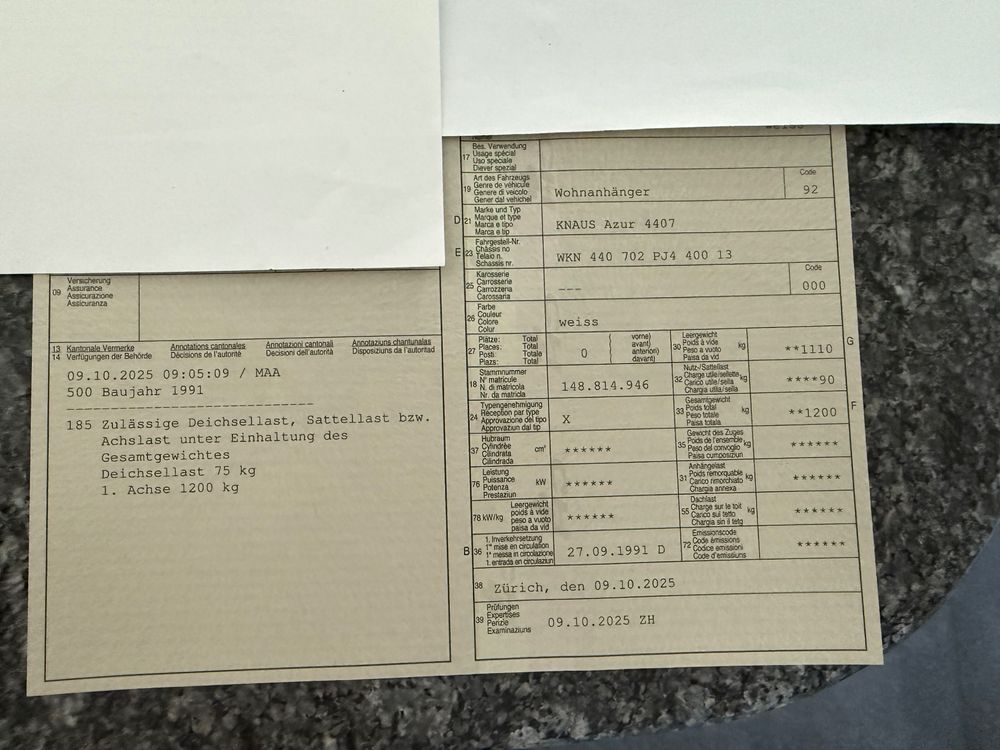 09
Versicherung
Assurance
Assicurazione
Assicuranza
13 Kantonale Vermerke Annotations cantonales Annotazioni cantonali Annotaziuns chantunalas
14 Verfügungen der Behörde Décisions de l'autorité Decisioni dell'autorità Disposiziuns da l'autoritad
09.10.2025 09:05:09 / MAA
500 Baujahr 1991
185 Zulässige Deichsellast, Sattellast bzw.
Achslast unter Einhaltung des
Gesamtgewichtes
Deichsellast 75 kg
1. Achse 1200 kg
17
Bes. Verwendung
Usage spécial
Uso speciale
Diever spezial
19
Art des Fahrzeugs
Genre de véhicule
Genere di veicolo
Gener dal vehichel
Wohnanhänger
Code
92
D 21
Marke und Typ
Marque et type
Marca e tipo
Marca e tip
KNAUS Azur 4407
E 23
Fahrgestell-Nr.
Châssis no
Telaio n.
Schassis nr.
WKN 440 702 PJ4 400 13
25
Karosserie
Carrosserie
Carrozzeria
Carossaria
---
Code
000
26
Farbe
Couleur
Colore
Colur
weiss
27
Plätze: Total
Places: Total
Posti: Totale
Plazs: Total
0
vorne)
avant)
anteriori)
davant)
30
Leergewicht
Poids à vide
Peso a vuoto
Paisa da vid
kg
**1110
G
18
Stammnummer
N° matricule
N. di matricola
Nr. da matricla
148.814.946
32
Nutz-/Sattellast
Charge utile/sellette
Carico utile/sella
Chargia utila/sella
kg
****90
24
Typengenehmigung
Réception par type
Approvazione del tipo
Approvaziun dal tip
X
33
Gesamtgewicht
Poids total
Peso totale
Paisa totala
kg
**1200
F
37
Hubraum
Cylindrée
Cilindrata
Cilindrada
cm³
******
35
Gewicht des Zuges
Poids de l'ensemble
Peso del convoglio
Paisa cumposiziun
kg
******
76
Leistung
Puissance
Potenza
Prestaziun
kW
******
31
Anhängelast
Poids remorquable
Carico rimorchiato
Chargia annexa
kg
******
78 kW/kg
Leergewicht
poids à vide
peso a vuoto
paisa da vid
******
55
Dachlast
Charge sur le toit
Carico sul tetto
Chargia sin il tetg
kg
******
B 36
1. Inverkehrsetzung
1re mise en circulation
1a messa in circolazione
1. entrada en circulaziun
27.09.1991 D
72
Emissionscode
Code émissions
Codice emissioni
Code d'emissiuns
******
38
Zürich, den 09.10.2025
39
Prüfungen
Expertises
Perizie
Examinaziuns
09.10.2025 ZH